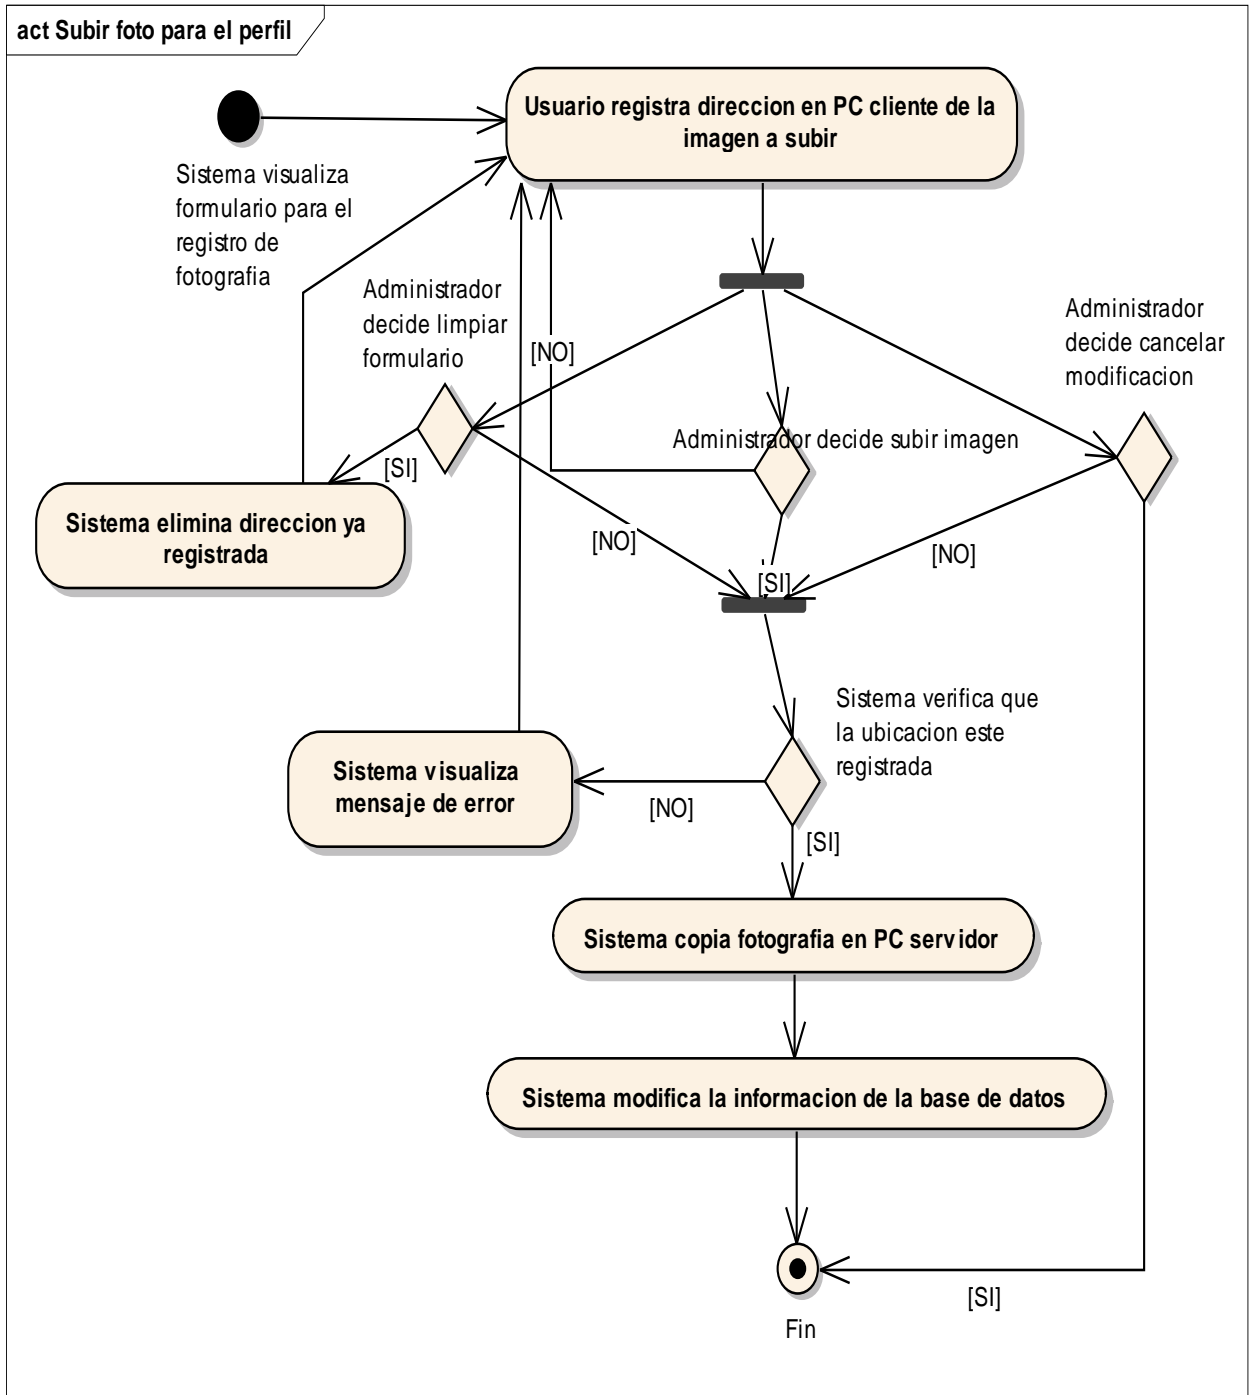 act Subir foto para el perfil
Usuario registra direccion en PC cliente de la
imagen a subir
Sistema visualiza
formulario para el
registro de
fotografia
Administrador
decide limpiar
formulario
[NO]
Administrador
decide cancelar
modificacion
Administrador decide subir imagen
[SI]
Sistema elimina direccion ya
registrada
[NO]
[SI]
[NO]
Sistema verifica que
la ubicacion este
registrada
Sistema visualiza
mensaje de error
[NO]
[SI]
Sistema copia fotografia en PC servidor
Sistema modifica la informacion de la base de datos
[SI]
Fin